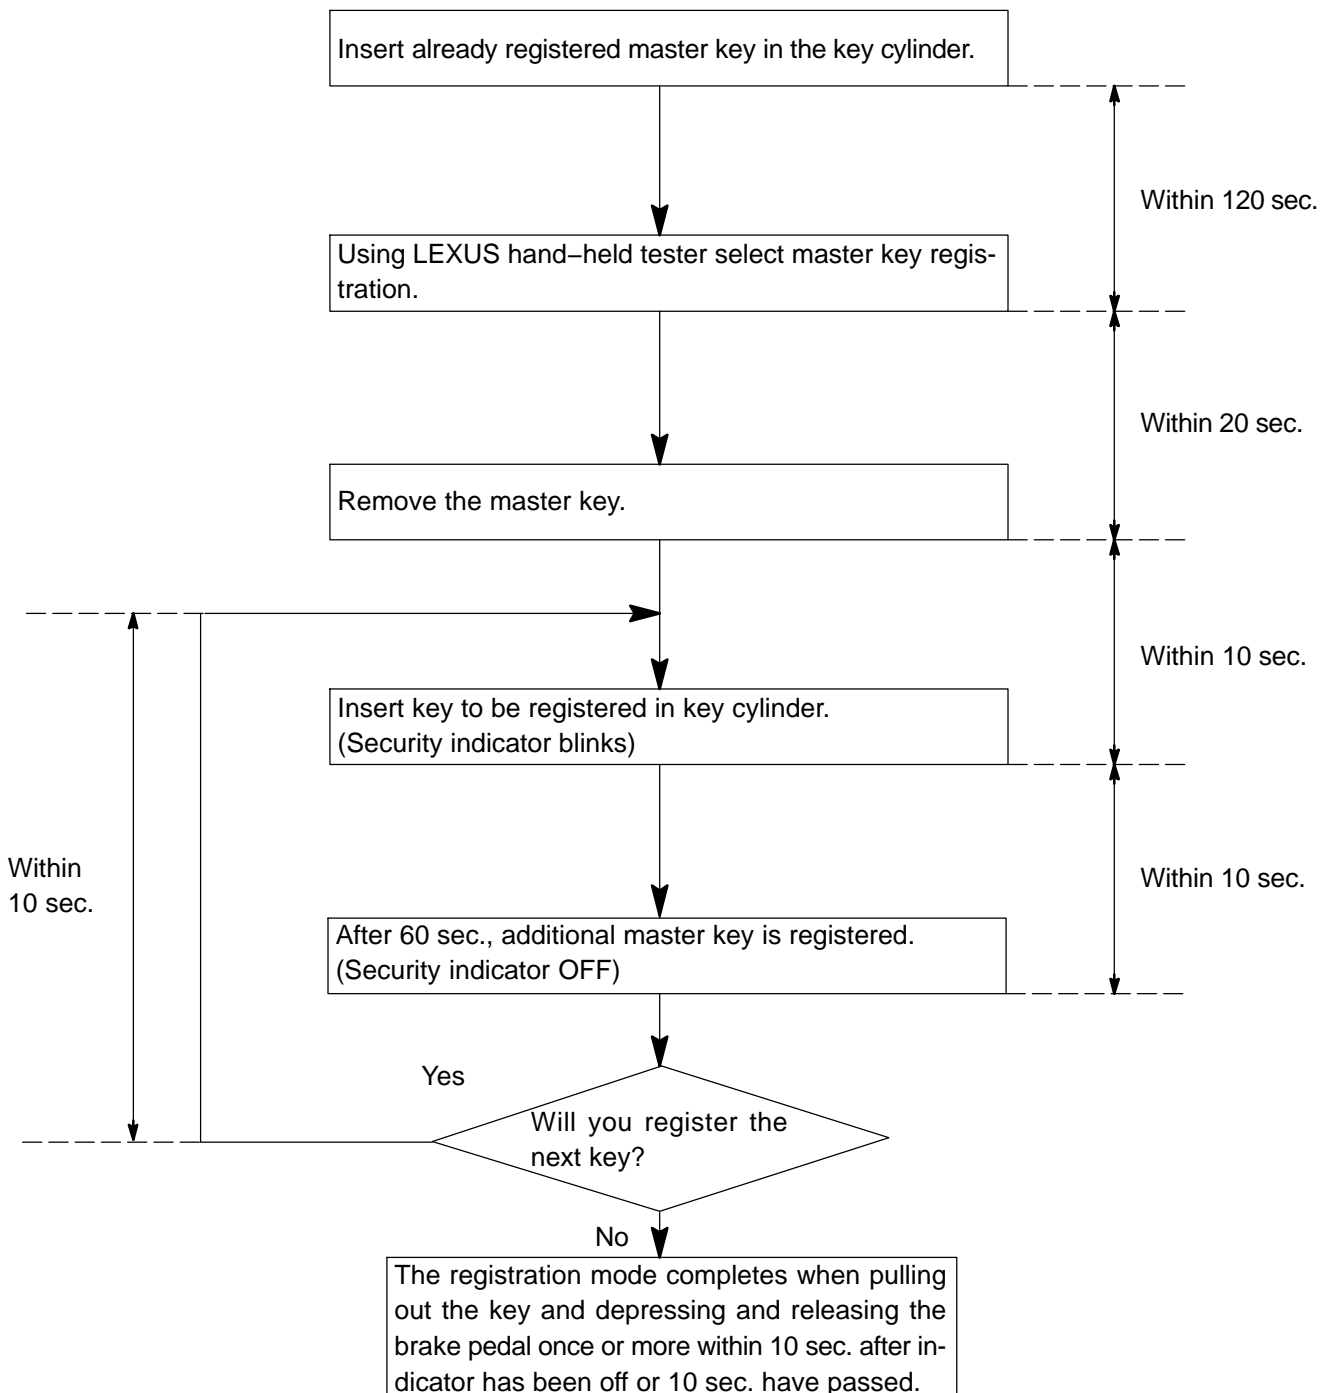 Insert already registered master key in the key cylinder.
Within 120 sec.
Using LEXUS hand−held tester select master key regis-
tration.
Within 20 sec.
Remove the master key.
Within 10 sec.
Insert key to be registered in key cylinder.
(Security indicator blinks)
Within
10 sec.
Within 10 sec.
After 60 sec., additional master key is registered.
(Security indicator OFF)
Yes
Will you register the
next key?
No
The registration mode completes when pulling
out the key and depressing and releasing the
brake pedal once or more within 10 sec. after in-
dicator has been off or 10 sec. have passed.